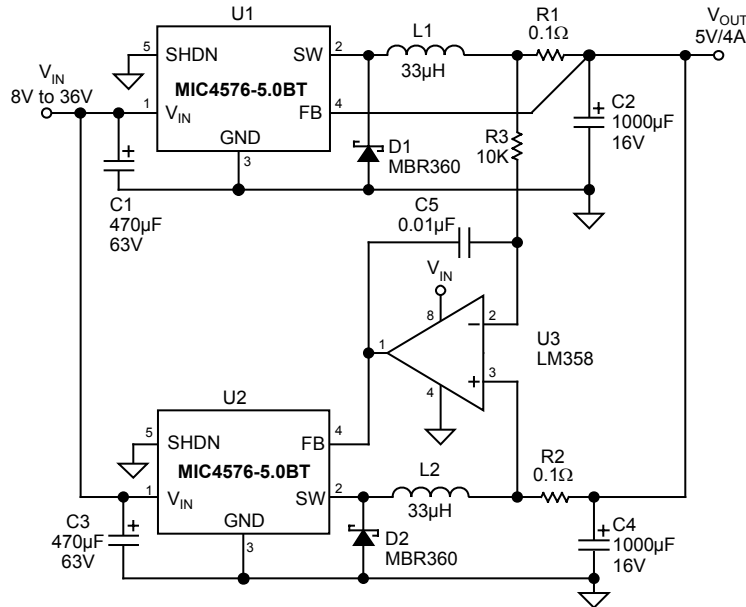 U1
5
SHDN
SW
2
L1
33µH
R1
0.1Ω
V_OUT
5V/4A
V_IN
8V to 36V
1
MIC4576-5.0BT
V_IN
FB
4
GND
3
D1
MBR360
R3
10K
C2
1000µF
16V
+
C1
470µF
63V
+
C5
0.01µF
V_IN
8
–
2
1
+
3
4
U3
LM358
U2
5
SHDN
FB
4
MIC4576-5.0BT
1
V_IN
SW
2
L2
33µH
R2
0.1Ω
GND
3
D2
MBR360
C3
470µF
63V
+
C4
1000µF
16V
+